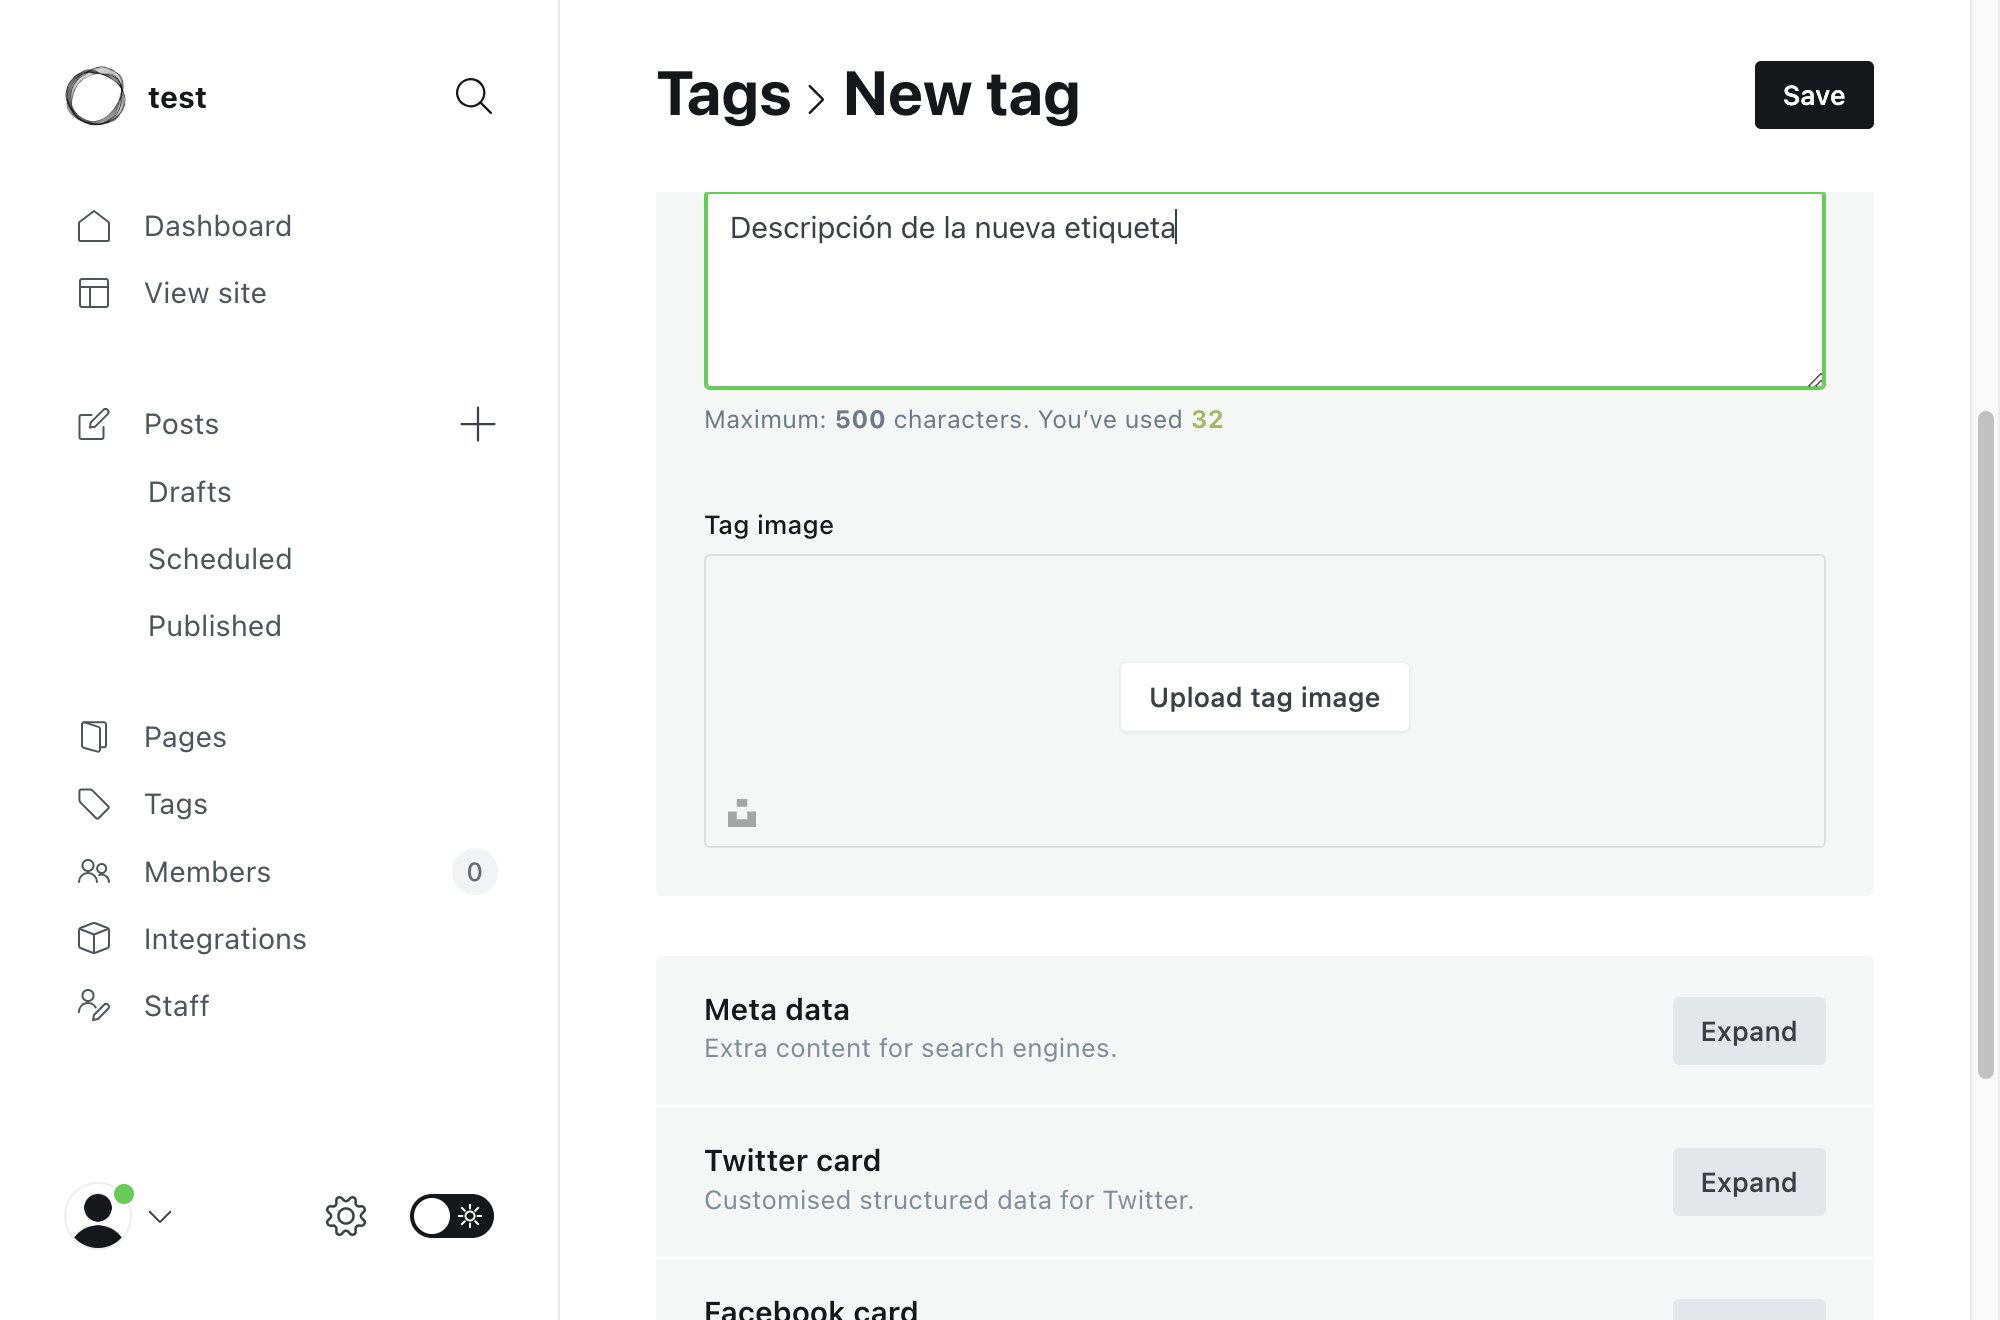 test
Dashboard
View site
Posts
Drafts
Scheduled
Published
Pages
Tags
Members
0
Integrations
Staff
Tags › New tag
Save
Descripción de la nueva etiqueta
Maximum: 500 characters. You’ve used 32
Tag image
Upload tag image
Meta data
Extra content for search engines.
Expand
Twitter card
Customised structured data for Twitter.
Expand
Facebook card